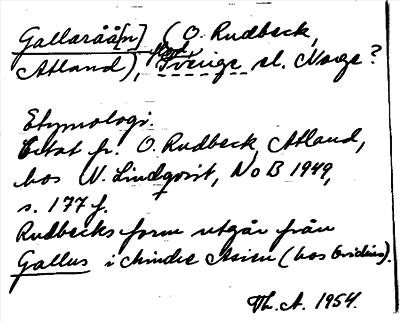 Gallaråå[n] (O. Rudbeck,
Atland), Sverige el. Norge?
Etymologi.
Citat fr. O. Rudbeck, Atland,
hos N. Lindqvist, NoB 1949,
s. 177 f.
Rudbecks form utgår från
Gallus i Mindre Asien (hos Ovidius).
Th. A. 1954.